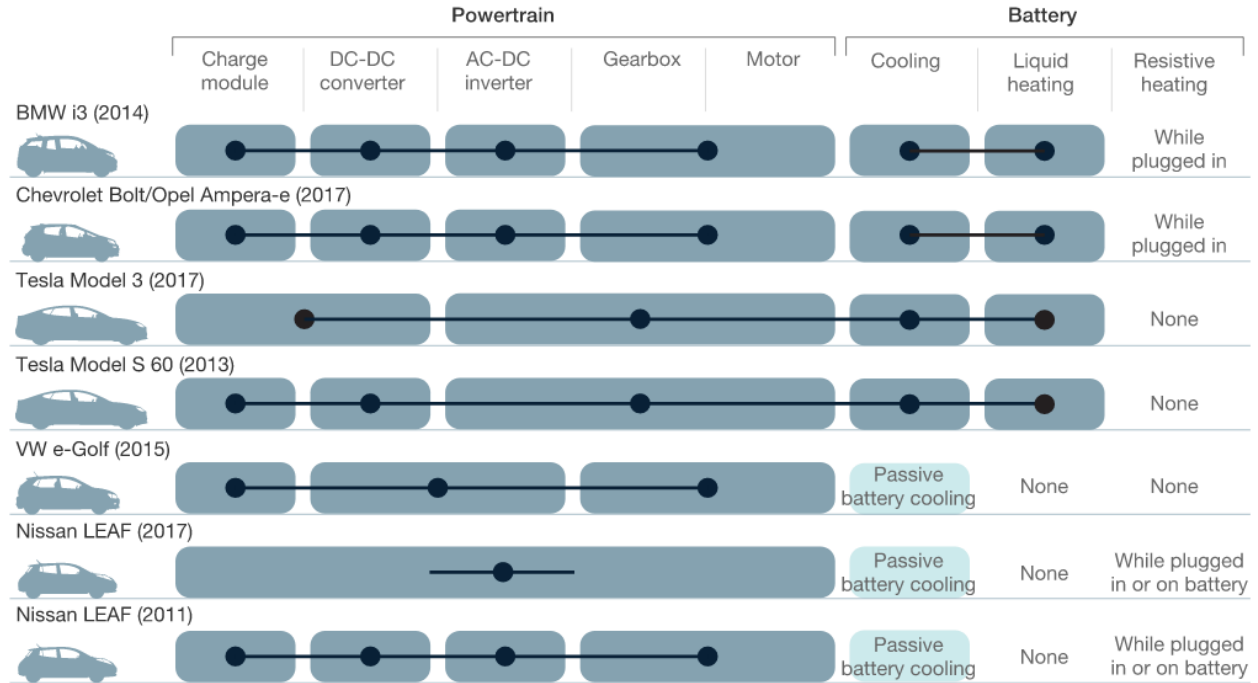 Powertrain
Battery
Charge
module
DC-DC
converter
AC-DC
inverter
Gearbox
Motor
Cooling
Liquid
heating
Resistive
heating
BMW i3 (2014)
While
plugged in
Chevrolet Bolt/Opel Ampera-e (2017)
While
plugged in
Tesla Model 3 (2017)
None
Tesla Model S 60 (2013)
None
VW e-Golf (2015)
Passive
battery cooling
None
None
Nissan LEAF (2017)
Passive
battery cooling
None
While plugged
in or on battery
Nissan LEAF (2011)
Passive
battery cooling
None
While plugged
in or on battery